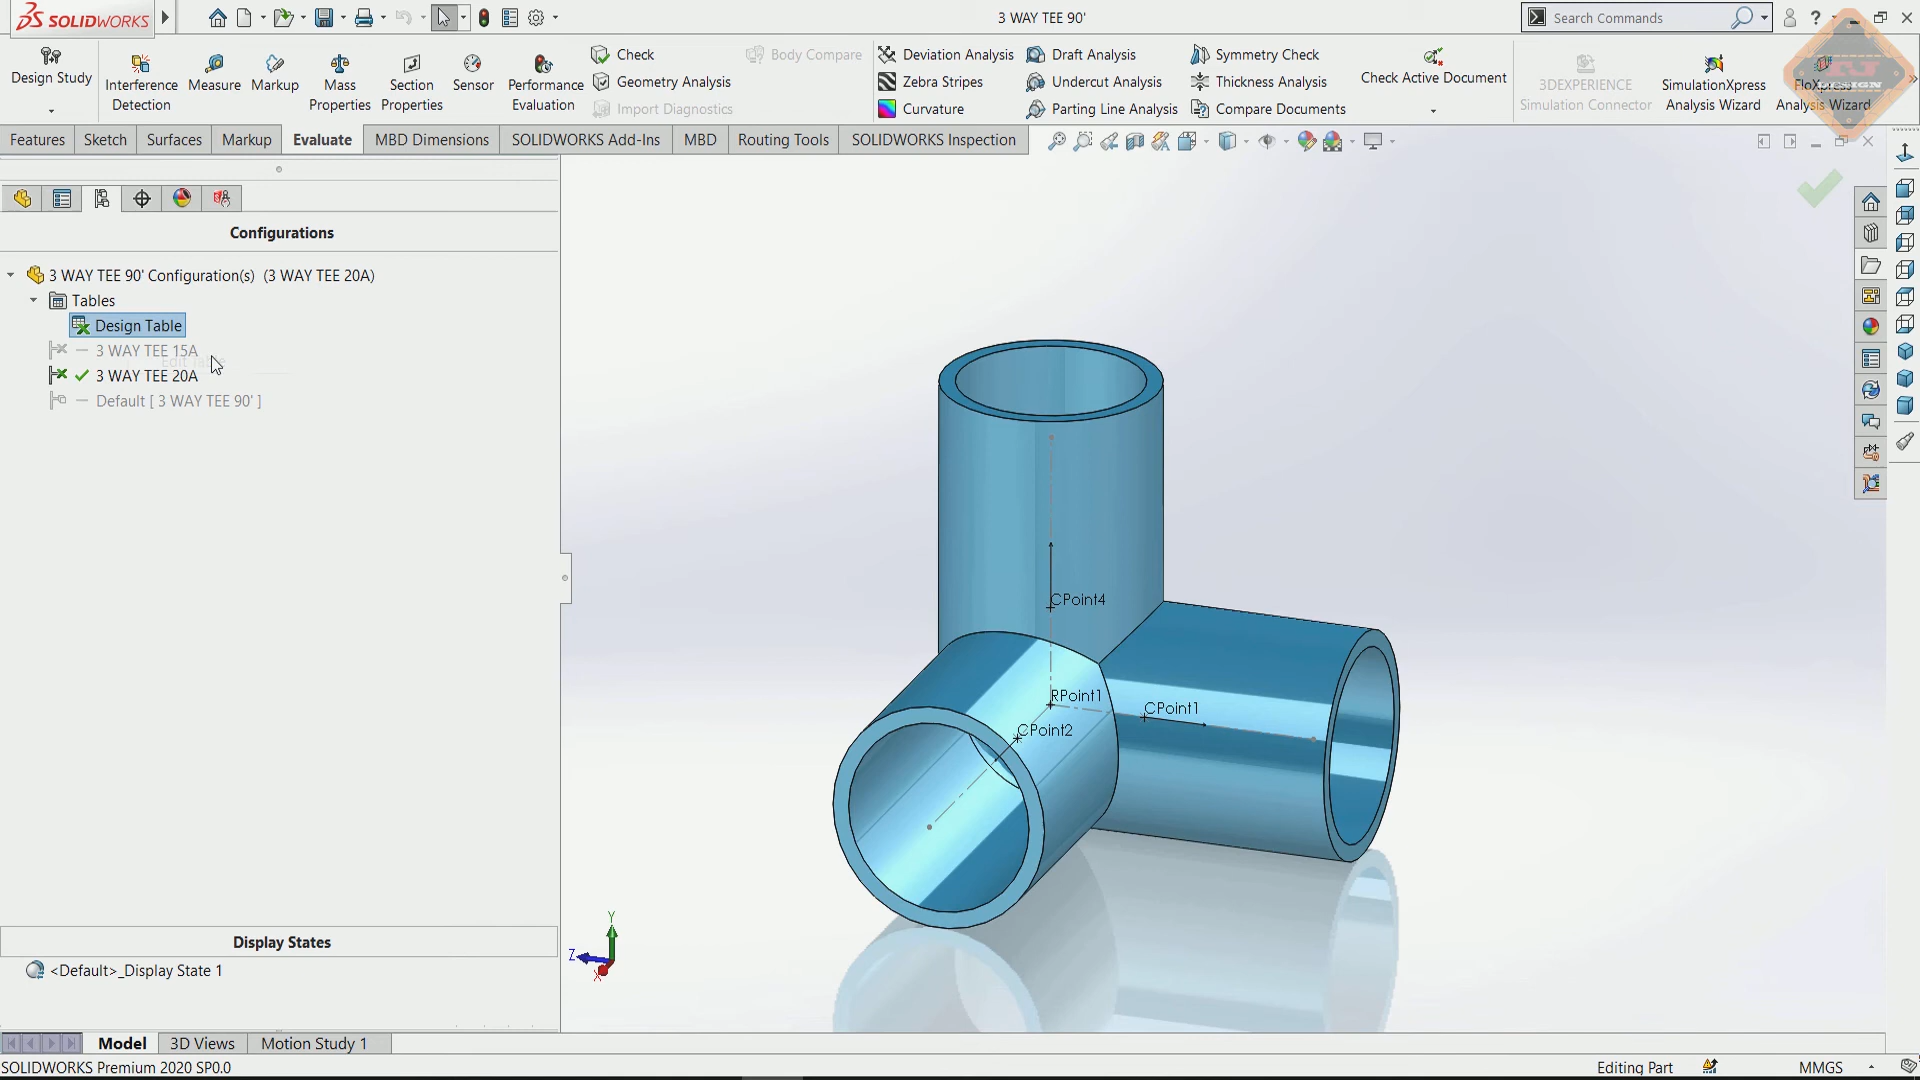 SOLIDWORKS
3 WAY TEE 90'
Search Commands
?
Design Study
Interference
Detection
Measure
Markup
Mass
Properties
Section
Properties
Sensor
Performance
Evaluation
Check
Geometry Analysis
Import Diagnostics
Body Compare
Deviation Analysis
Zebra Stripes
Curvature
Draft Analysis
Undercut Analysis
Parting Line Analysis
Symmetry Check
Thickness Analysis
Compare Documents
Check Active Document
3DEXPERIENCE
Simulation Connector
SimulationXpress
Analysis Wizard
FloXpress
Analysis Wizard
DESIGN
Features
Sketch
Surfaces
Markup
Evaluate
MBD Dimensions
SOLIDWORKS Add-Ins
MBD
Routing Tools
SOLIDWORKS Inspection
Configurations
3 WAY TEE 90' Configuration(s) (3 WAY TEE 20A)
Tables
Design Table
3 WAY TEE 15A
Edit Table
3 WAY TEE 20A
Default [ 3 WAY TEE 90' ]
CPoint4
RPoint1
CPoint1
CPoint2
Y
Z
X
Display States
<Default>_Display State 1
Model
3D Views
Motion Study 1
SOLIDWORKS Premium 2020 SP0.0
Editing Part
MMGS